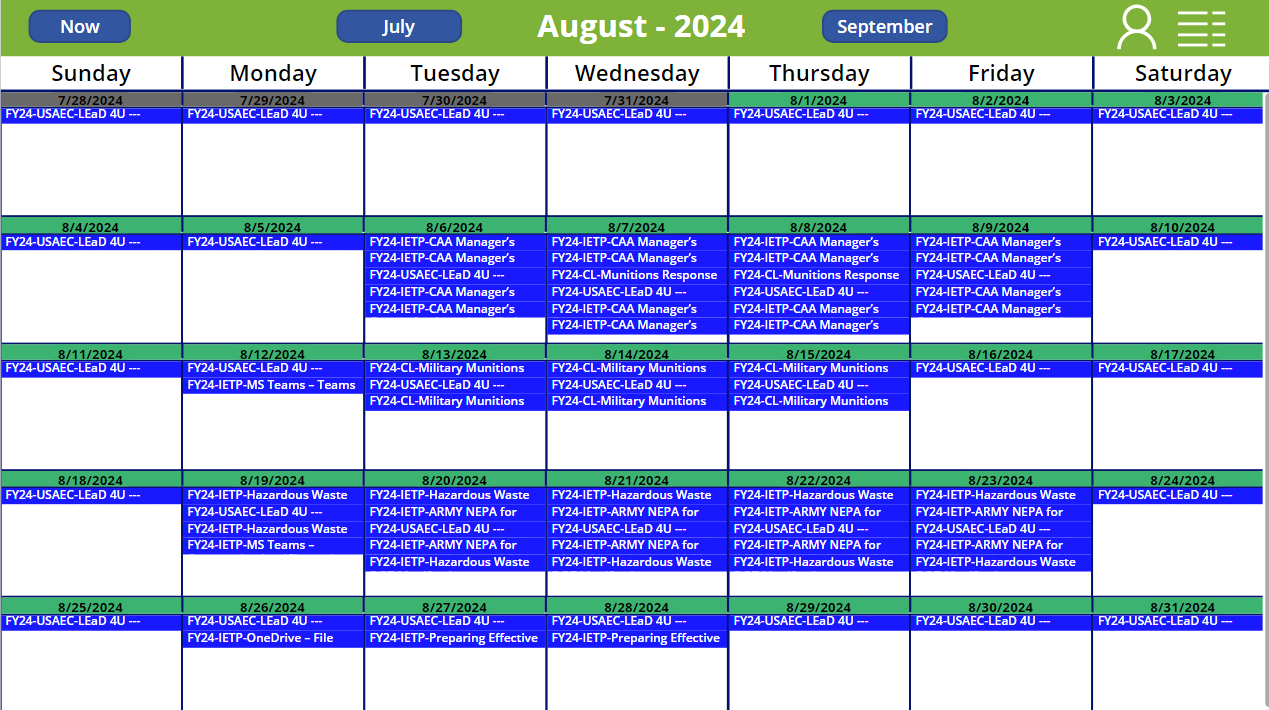 Now July August - 2024 September
Sunday Monday Tuesday Wednesday Thursday Friday Saturday
7/28/2024 7/29/2024 7/30/2024 7/31/2024 8/1/2024 8/2/2024 8/3/2024
FY24-USAEC-LEaD 4U --- FY24-USAEC-LEaD 4U --- FY24-USAEC-LEaD 4U --- FY24-USAEC-LEaD 4U --- FY24-USAEC-LEaD 4U --- FY24-USAEC-LEaD 4U --- FY24-USAEC-LEaD 4U ---
8/4/2024 8/5/2024 8/6/2024 8/7/2024 8/8/2024 8/9/2024 8/10/2024
FY24-USAEC-LEaD 4U --- FY24-USAEC-LEaD 4U --- FY24-IETP-CAA Manager’s FY24-IETP-CAA Manager’s FY24-IETP-CAA Manager’s FY24-IETP-CAA Manager’s FY24-USAEC-LEaD 4U ---
FY24-IETP-CAA Manager’s FY24-IETP-CAA Manager’s FY24-IETP-CAA Manager’s FY24-IETP-CAA Manager’s
FY24-USAEC-LEaD 4U --- FY24-CL-Munitions Response FY24-CL-Munitions Response FY24-USAEC-LEaD 4U ---
FY24-IETP-CAA Manager’s FY24-USAEC-LEaD 4U --- FY24-USAEC-LEaD 4U --- FY24-IETP-CAA Manager’s
FY24-IETP-CAA Manager’s FY24-IETP-CAA Manager’s FY24-IETP-CAA Manager’s FY24-IETP-CAA Manager’s
FY24-IETP-CAA Manager’s FY24-IETP-CAA Manager’s
8/11/2024 8/12/2024 8/13/2024 8/14/2024 8/15/2024 8/16/2024 8/17/2024
FY24-USAEC-LEaD 4U --- FY24-USAEC-LEaD 4U --- FY24-CL-Military Munitions FY24-CL-Military Munitions FY24-CL-Military Munitions FY24-USAEC-LEaD 4U --- FY24-USAEC-LEaD 4U ---
FY24-IETP-MS Teams – Teams FY24-USAEC-LEaD 4U --- FY24-USAEC-LEaD 4U --- FY24-USAEC-LEaD 4U ---
FY24-CL-Military Munitions FY24-CL-Military Munitions FY24-CL-Military Munitions
8/18/2024 8/19/2024 8/20/2024 8/21/2024 8/22/2024 8/23/2024 8/24/2024
FY24-USAEC-LEaD 4U --- FY24-IETP-Hazardous Waste FY24-IETP-Hazardous Waste FY24-IETP-Hazardous Waste FY24-IETP-Hazardous Waste FY24-IETP-Hazardous Waste FY24-USAEC-LEaD 4U ---
FY24-USAEC-LEaD 4U --- FY24-IETP-ARMY NEPA for FY24-IETP-ARMY NEPA for FY24-IETP-ARMY NEPA for FY24-IETP-ARMY NEPA for
FY24-IETP-Hazardous Waste FY24-USAEC-LEaD 4U --- FY24-USAEC-LEaD 4U --- FY24-USAEC-LEaD 4U --- FY24-USAEC-LEaD 4U ---
FY24-IETP-MS Teams – FY24-IETP-ARMY NEPA for FY24-IETP-ARMY NEPA for FY24-IETP-ARMY NEPA for FY24-IETP-ARMY NEPA for
FY24-IETP-Hazardous Waste FY24-IETP-Hazardous Waste FY24-IETP-Hazardous Waste FY24-IETP-Hazardous Waste
8/25/2024 8/26/2024 8/27/2024 8/28/2024 8/29/2024 8/30/2024 8/31/2024
FY24-USAEC-LEaD 4U --- FY24-USAEC-LEaD 4U --- FY24-USAEC-LEaD 4U --- FY24-USAEC-LEaD 4U --- FY24-USAEC-LEaD 4U --- FY24-USAEC-LEaD 4U --- FY24-USAEC-LEaD 4U ---
FY24-IETP-OneDrive – File FY24-IETP-Preparing Effective FY24-IETP-Preparing Effective